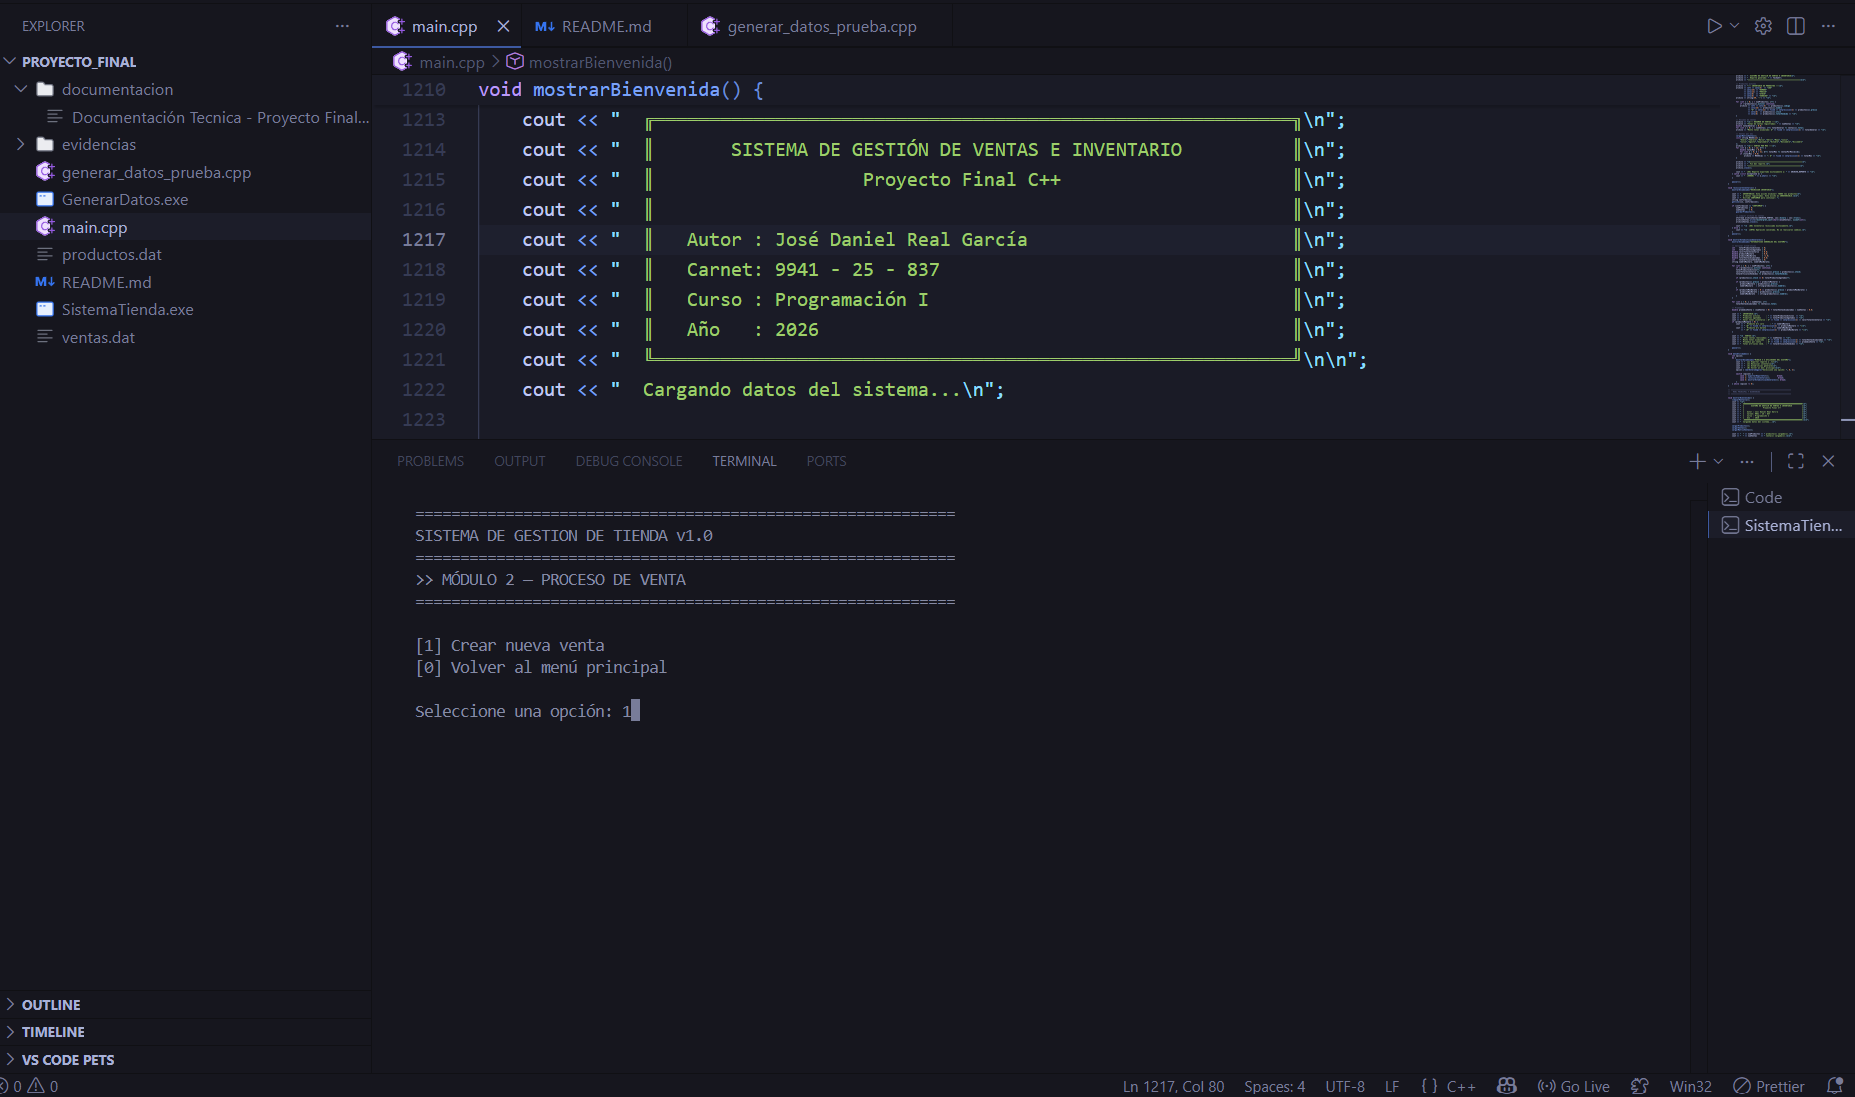 EXPLORER
PROYECTO_FINAL
documentacion
Documentación Tecnica - Proyecto Final...
evidencias
generar_datos_prueba.cpp
GenerarDatos.exe
main.cpp
productos.dat
README.md
SistemaTienda.exe
ventas.dat
OUTLINE
TIMELINE
VS CODE PETS
main.cpp README.md generar_datos_prueba.cpp
main.cpp > mostrarBienvenida()
1210 void mostrarBienvenida() {
1213 cout << " ╔═══════════════════════════════════════════════════════════╗\n";
1214 cout << " ║       SISTEMA DE GESTIÓN DE VENTAS E INVENTARIO          ║\n";
1215 cout << " ║                   Proyecto Final C++                     ║\n";
1216 cout << " ║                                                          ║\n";
1217 cout << " ║   Autor : José Daniel Real García                        ║\n";
1218 cout << " ║   Carnet: 9941 - 25 - 837                                ║\n";
1219 cout << " ║   Curso : Programación I                                 ║\n";
1220 cout << " ║   Año   : 2026                                           ║\n";
1221 cout << " ╚═══════════════════════════════════════════════════════════╝\n\n";
1222 cout << "  Cargando datos del sistema...\n";
1223
PROBLEMS OUTPUT DEBUG CONSOLE TERMINAL PORTS
============================================================
SISTEMA DE GESTION DE TIENDA v1.0
============================================================
>> MÓDULO 2 — PROCESO DE VENTA
============================================================
[1] Crear nueva venta
[0] Volver al menú principal
Seleccione una opción: 1
Code
SistemaTien...
0 0 Ln 1217, Col 80 Spaces: 4 UTF-8 LF {} C++ Go Live Win32 Prettier